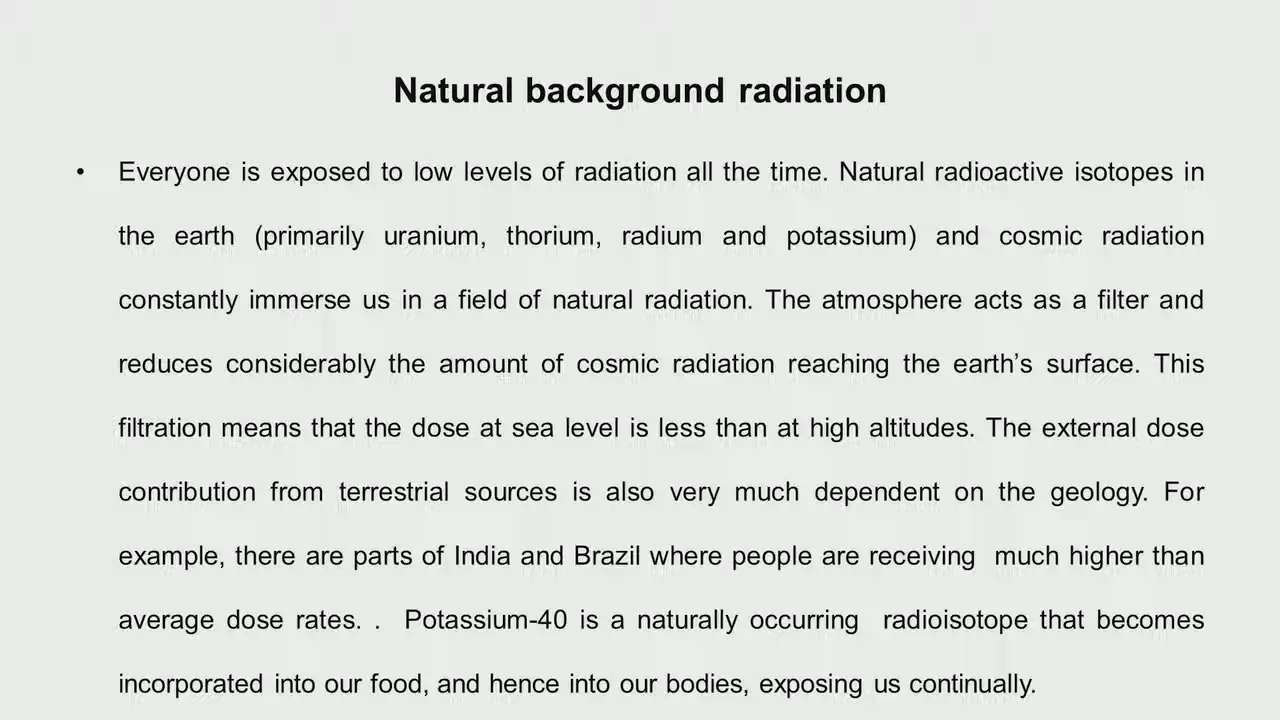 Natural background radiation
• Everyone is exposed to low levels of radiation all the time. Natural radioactive isotopes in
the earth (primarily uranium, thorium, radium and potassium) and cosmic radiation
constantly immerse us in a field of natural radiation. The atmosphere acts as a filter and
reduces considerably the amount of cosmic radiation reaching the earth’s surface. This
filtration means that the dose at sea level is less than at high altitudes. The external dose
contribution from terrestrial sources is also very much dependent on the geology. For
example, there are parts of India and Brazil where people are receiving  much higher than
average dose rates. .  Potassium-40 is a naturally occurring  radioisotope that becomes
incorporated into our food, and hence into our bodies, exposing us continually.